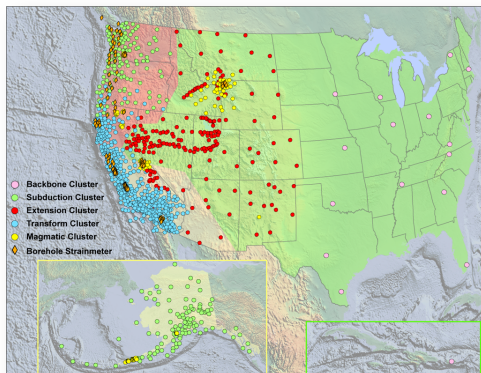 Backbone Cluster
Subduction Cluster
Extension Cluster
Transform Cluster
Magmatic Cluster
Borehole Strainmeter